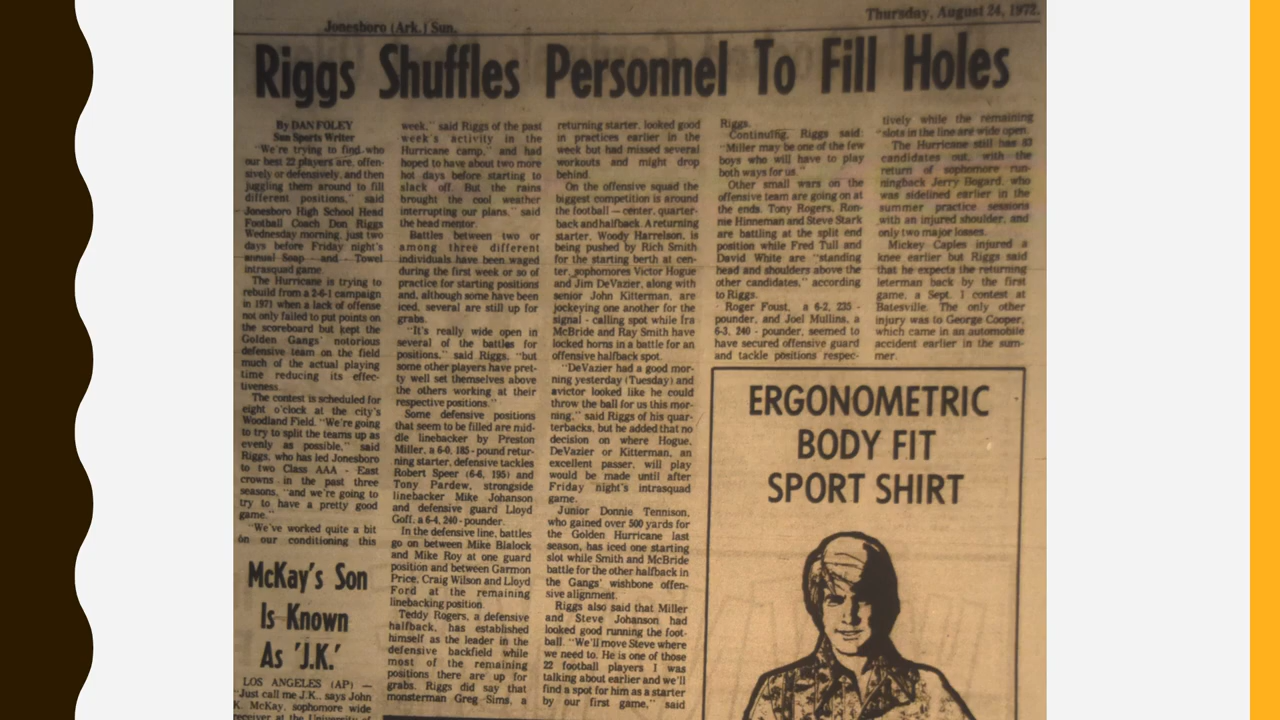 Jonesboro (Ark.) Sun.
Thursday, August 24, 1972.
Riggs Shuffles Personnel To Fill Holes
By DAN FOLEY
Sun Sports Writer
"We're trying to find who
our best 22 players are, offen-
sively or defensively, and then
juggling them around to fill
different positions," said
Jonesboro High School Head
Football Coach Don Riggs
Wednesday morning, just two
days before Friday night's
annual Soap - and - Towel
intrasquad game.
The Hurricane is trying to
rebuild from a 2-6-1 campaign
in 1971 when a lack of offense
not only failed to put points on
the scoreboard but kept the
Golden Gangs' notorious
defensive team on the field
much of the actual playing
time reducing its effec-
tiveness.
The contest is scheduled for
eight o'clock at the city's
Woodland Field. "We're going
to try to split the teams up as
evenly as possible," said
Riggs, who has led Jonesboro
to two Class AAA - East
crowns in the past three
seasons, "and we're going to
try to have a pretty good
game."
"We've worked quite a bit
on our conditioning this
week," said Riggs of the past
week's activity in the
Hurricane camp, "and had
hoped to have about two more
hot days before starting to
slack off. But the rains
brought the cool weather
interrupting our plans," said
the head mentor.
Battles between two or
among three different
individuals have been waged
during the first week or so of
practice for starting positions
and, although some have been
iced, several are still up for
grabs.
"It's really wide open in
several of the battles for
positions," said Riggs, "but
some other players have pret-
ty well set themselves above
the others working at their
respective positions."
Some defensive positions
that seem to be filled are mid-
dle linebacker by Preston
Miller, a 6-0, 185 - pound retur-
ning starter, defensive tackles
Robert Speer (6-6, 195) and
Tony Pardew, strongside
linebacker Mike Johanson
and defensive guard Lloyd
Goff, a 6-4, 240 - pounder.
In the defensive line, battles
go on between Mike Blalock
and Mike Roy at one guard
position and between Garmon
Price, Craig Wilson and Lloyd
Ford at the remaining
linebacking position.
Teddy Rogers, a defensive
halfback, has established
himself as the leader in the
defensive backfield while
most of the remaining
positions there are up for
grabs. Riggs did say that
monsterman Greg Sims, a
returning starter, looked good
in practices earlier in the
week but had missed several
workouts and might drop
behind.
On the offensive squad the
biggest competition is around
the football — center, quarter-
back and halfback. A returning
starter, Woody Harrelson, is
being pushed by Rich Smith
for the starting berth at cen-
ter, sophomores Victor Hogue
and Jim DeVazier, along with
senior John Kitterman, are
jockeying one another for the
signal - calling spot while Ira
McBride and Ray Smith have
locked horns in a battle for an
offensive halfback spot.
"DeVazier had a good mor-
ning yesterday (Tuesday) and
avictor looked like he could
throw the ball for us this mor-
ning," said Riggs of his quar-
terbacks, but he added that no
decision on where Hogue,
DeVazier or Kitterman, an
excellent passer, will play
would be made until after
Friday night's intrasquad
game.
Junior Donnie Tennison,
who gained over 500 yards for
the Golden Hurricane last
season, has iced one starting
slot while Smith and McBride
battle for the other halfback in
the Gangs' wishbone offen-
sive alignment.
Riggs also said that Miller
and Steve Johanson had
looked good running the foot-
ball. "We'll move Steve where
we need to. He is one of those
22 football players I was
talking about earlier and we'll
find a spot for him as a starter
by our first game," said
Riggs.
Continuing, Riggs said:
"Miller may be one of the few
boys who will have to play
both ways for us."
Other small wars on the
offensive team are going on at
the ends. Tony Rogers, Ron-
nie Hinneman and Steve Stark
are battling at the split end
position while Fred Tull and
David White are "standing
head and shoulders above the
other candidates," according
to Riggs.
Roger Foust, a 6-2, 235 -
pounder, and Joel Mullins, a
6-3, 240 - pounder, seemed to
have secured offensive guard
and tackle positions respec-
tively while the remaining
slots in the line are wide open.
The Hurricane still has 83
candidates out, with the
return of sophomore run-
ningback Jerry Bogard, who
was sidelined earlier in the
summer practice sessions
with an injured shoulder, and
only two major losses.
Mickey Caples injured a
knee earlier but Riggs said
that he expects the returning
leterman back by the first
game, a Sept. 1 contest at
Batesville. The only other
injury was to George Cooper,
which came in an automobile
accident earlier in the sum-
mer.
McKay's Son
Is Known
As 'J.K.'
LOS ANGELES (AP) —
"Just call me J.K., says John
K. McKay, sophomore wide
receiver at the University of
ERGONOMETRIC
BODY FIT
SPORT SHIRT